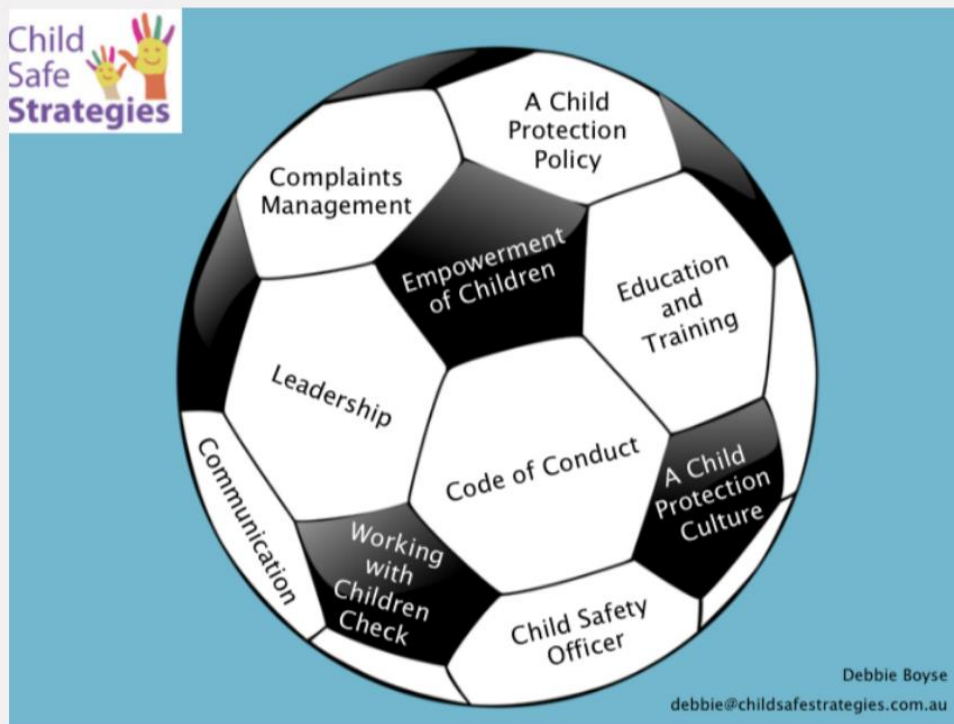 Child
Safe
Strategies
A Child
Protection
Policy
Complaints
Management
Empowerment
of Children
Education
and
Training
Leadership
Code of Conduct
A Child
Protection
Culture
Communication
Working
with
Children
Check
Child Safety
Officer
Debbie Boyse
debbie@childsafestrategies.com.au